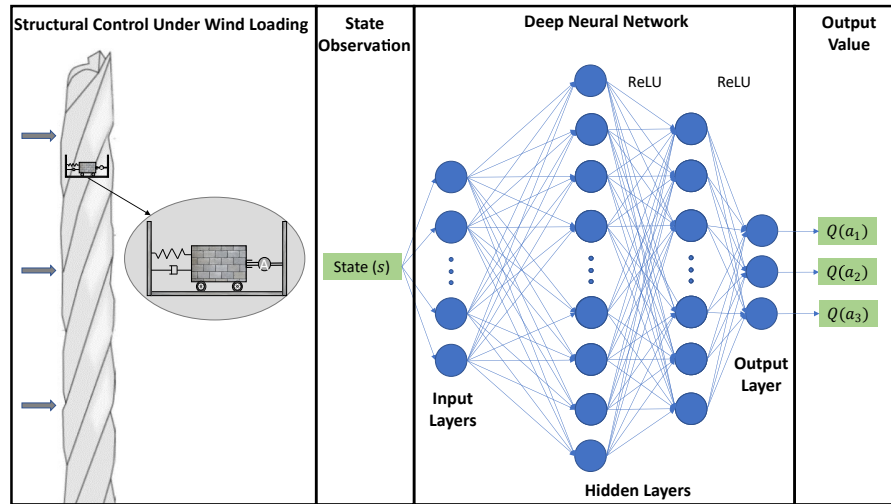 Structural Control Under Wind Loading
State
Observation
Deep Neural Network
Output
Value
ReLU
ReLU
A
State (s)
Q(a₁)
Q(a₂)
Q(a₃)
Input
Layers
Output
Layer
Hidden Layers